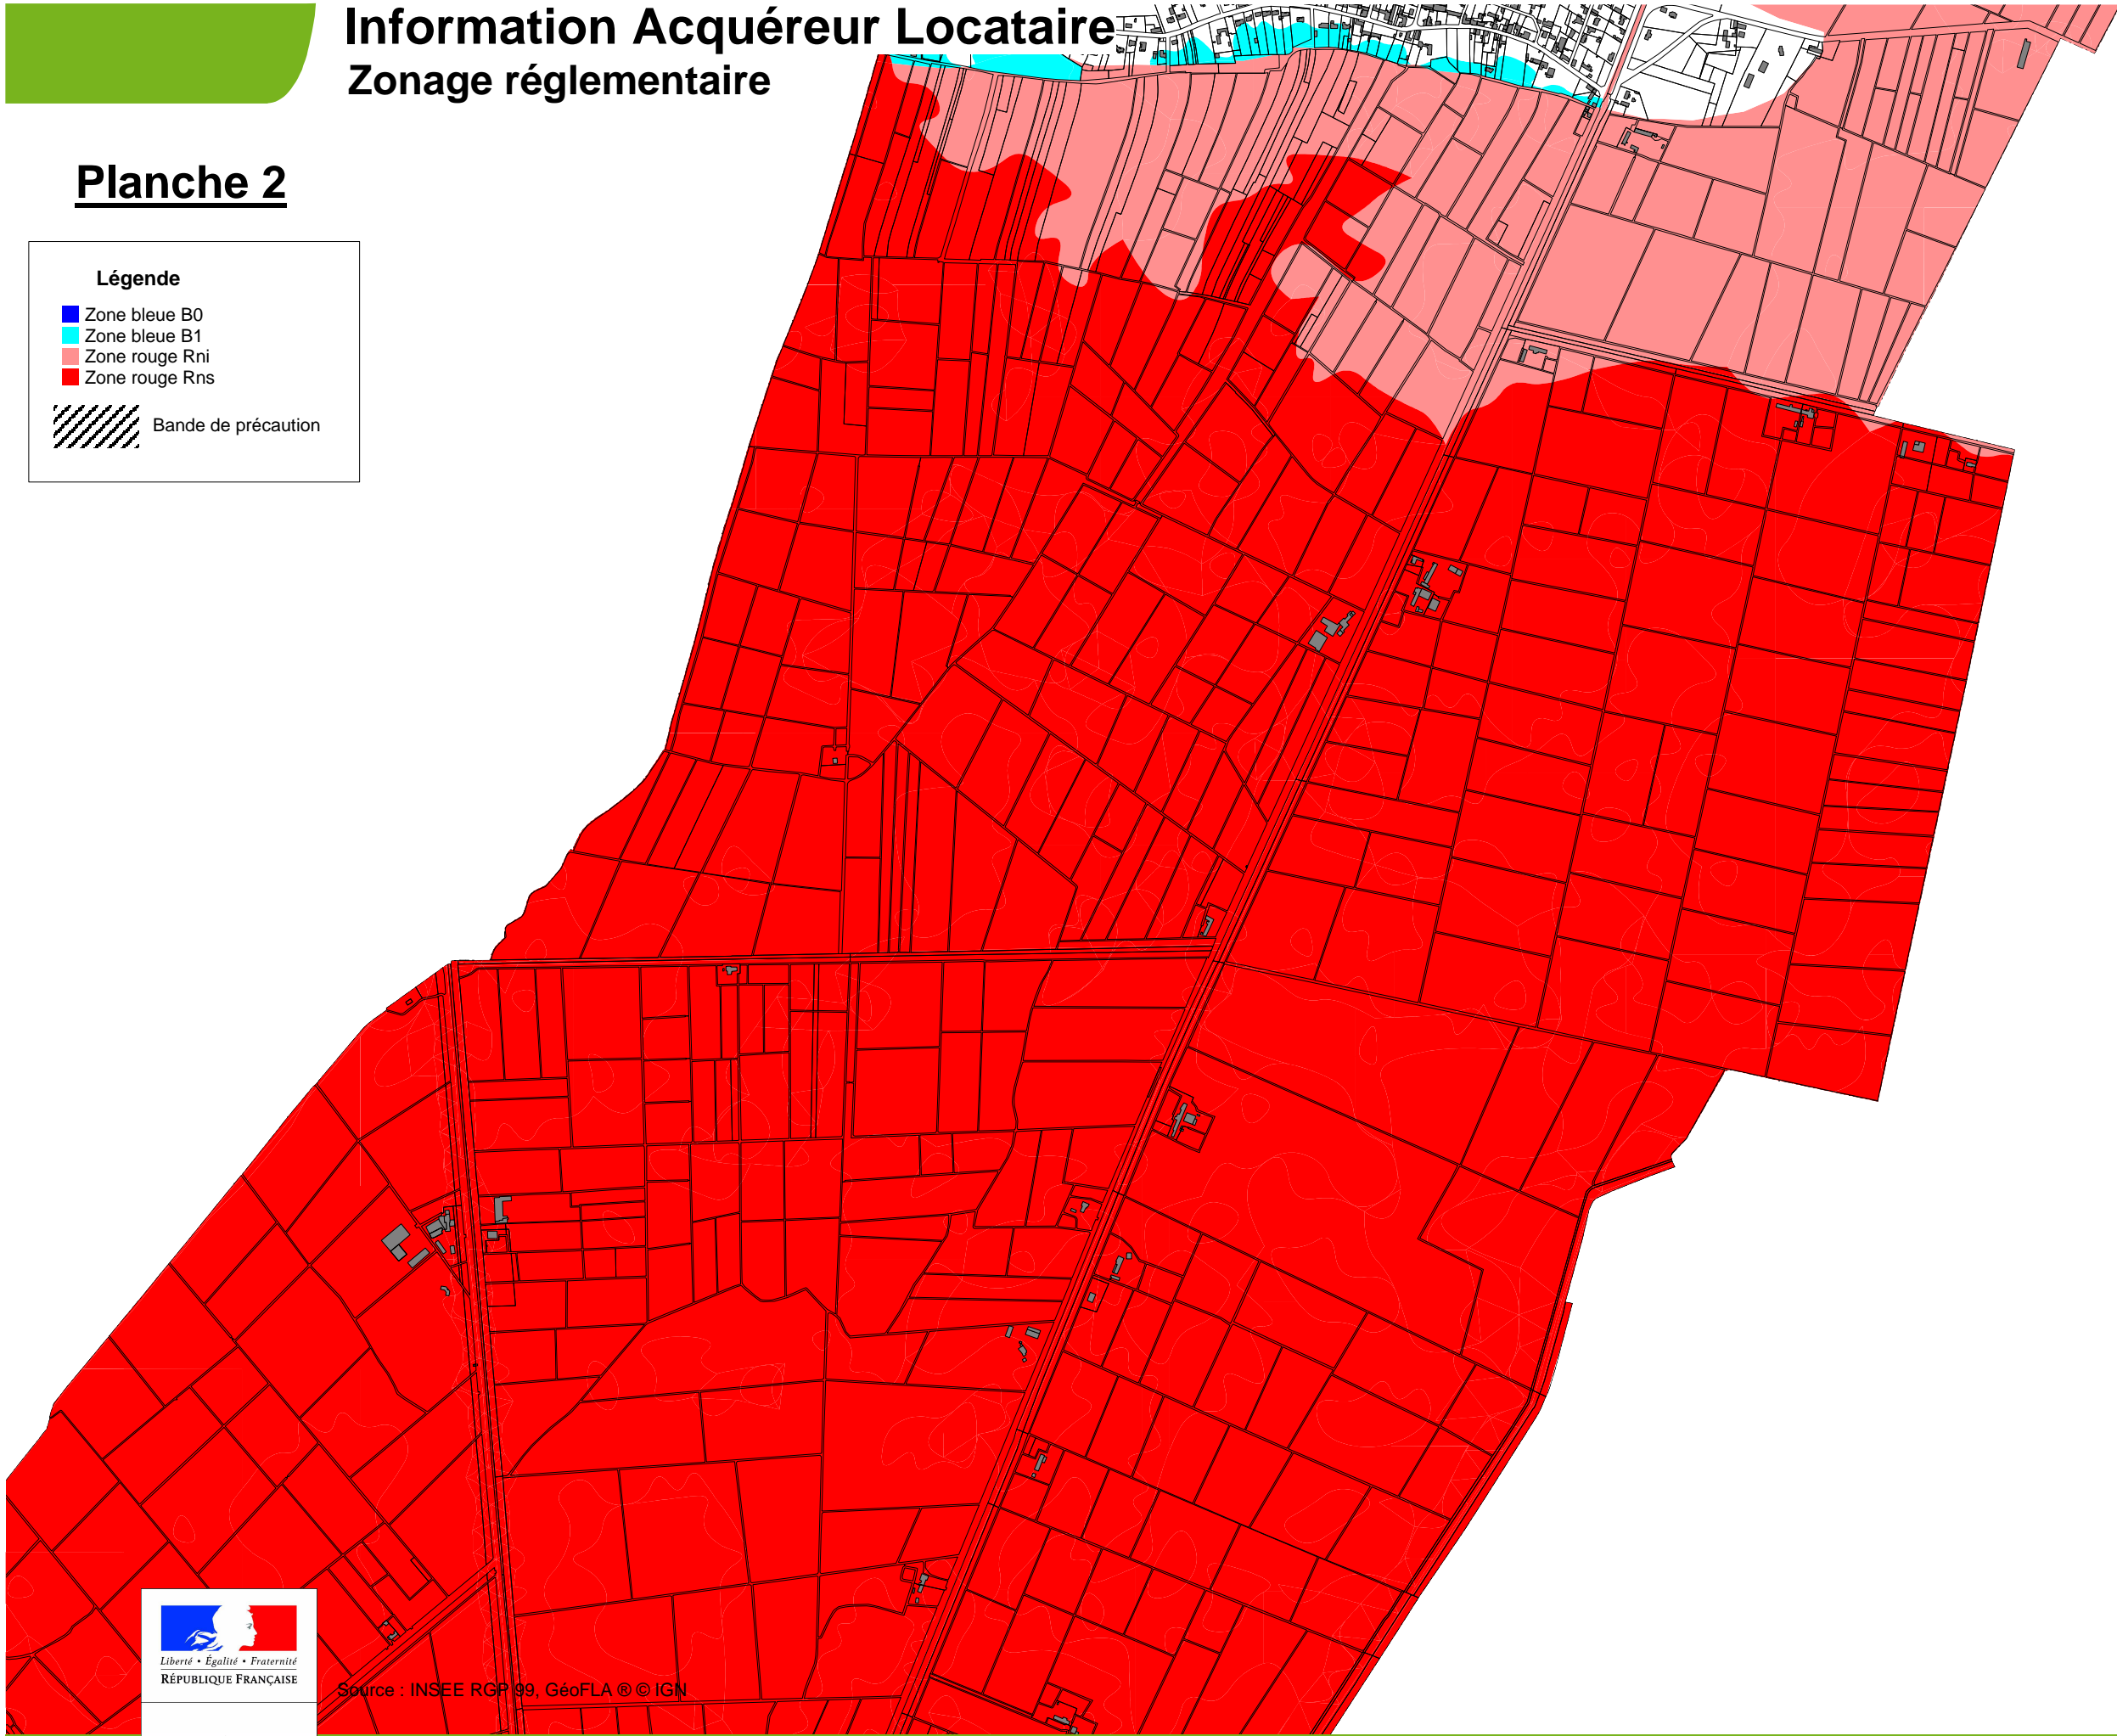 Information Acquéreur Locataire
Zonage réglementaire
Planche 2
Légende
Zone bleue B0
Zone bleue B1
Zone rouge Rni
Zone rouge Rns
Bande de précaution
Liberté • Égalité • Fraternité
RÉPUBLIQUE FRANÇAISE
Source : INSEE RGP 99, GéoFLA ® © IGN